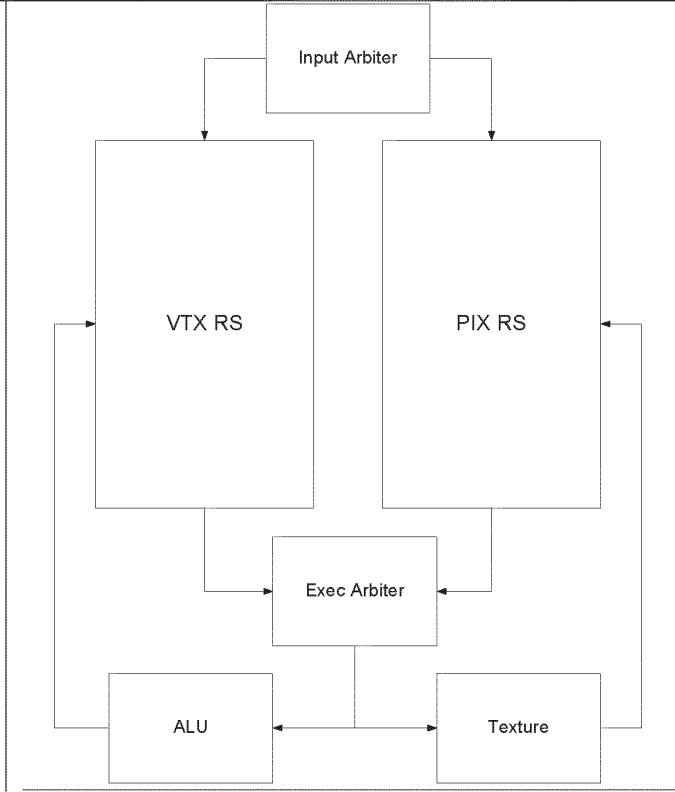 Input Arbiter
VTX RS
PIX RS
Exec Arbiter
ALU
Texture